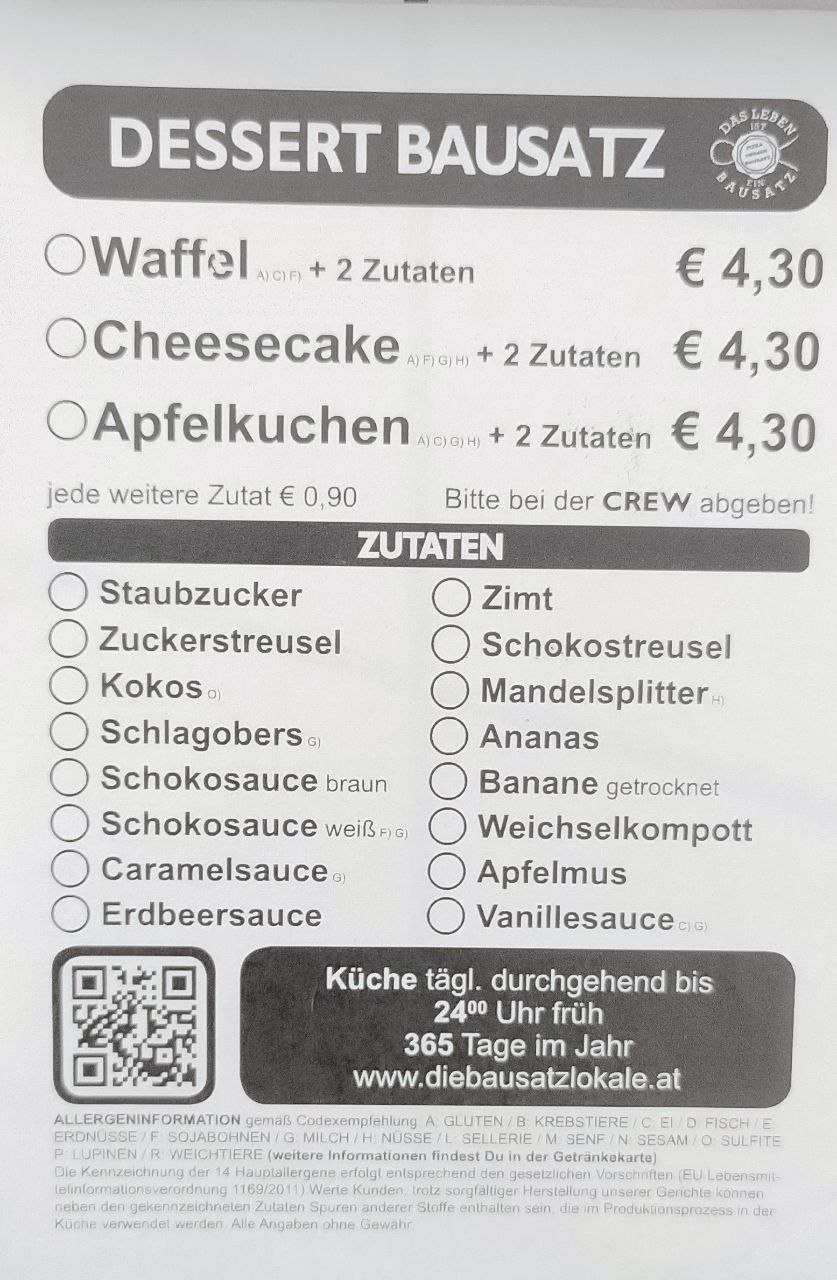 DESSERT BAUSATZ
DAS LEBEN
IST
EIN
BAUSATZ
Waffel A) C) F) + 2 Zutaten € 4,30
Cheesecake A) F) G) H) + 2 Zutaten € 4,30
Apfelkuchen A) C) G) H) + 2 Zutaten € 4,30
jede weitere Zutat € 0,90 Bitte bei der CREW abgeben!
ZUTATEN
Staubzucker Zimt
Zuckerstreusel Schokostreusel
Kokos O) Mandelsplitter H)
Schlagobers G) Ananas
Schokosauce braun Banane getrocknet
Schokosauce weiß F) G) Weichselkompott
Caramelsauce G) Apfelmus
Erdbeersauce Vanillesauce C) G)
Küche tägl. durchgehend bis
24⁰⁰ Uhr früh
365 Tage im Jahr
www.diebausatzlokale.at
ALLERGENINFORMATION gemäß Codexempfehlung: A: GLUTEN / B: KREBSTIERE / C: EI / D: FISCH / E:
ERDNÜSSE / F: SOJABOHNEN / G: MILCH / H: NÜSSE / L: SELLERIE / M: SENF / N: SESAM / O: SULFITE
P: LUPINEN / R: WEICHTIERE (weitere Informationen findest Du in der Getränkekarte)
Die Kennzeichnung der 14 Hauptallergene erfolgt entsprechend den gesetzlichen Vorschriften (EU Lebensmit-
telinformationsverordnung 1169/2011) Werte Kunden, trotz sorgfältiger Herstellung unserer Gerichte können
neben den gekennzeichneten Zutaten Spuren anderer Stoffe enthalten sein, die im Produktionsprozess in der
Küche verwendet werden. Alle Angaben ohne Gewähr.